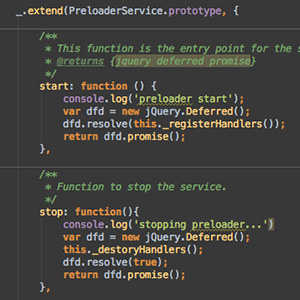 _.extend(PreloaderService.prototype, {
/**
* This function is the entry point for the
* @returns {jquery deferred promise}
*/
start: function () {
console.log('preloader start');
var dfd = new jQuery.Deferred();
dfd.resolve(this._registerHandlers());
return dfd.promise();
},
/**
* Function to stop the service.
*/
stop: function(){
console.log('stopping preloader...')
var dfd = new jQuery.Deferred();
this._destoryHandlers();
dfd.resolve(true);
return dfd.promise();
},